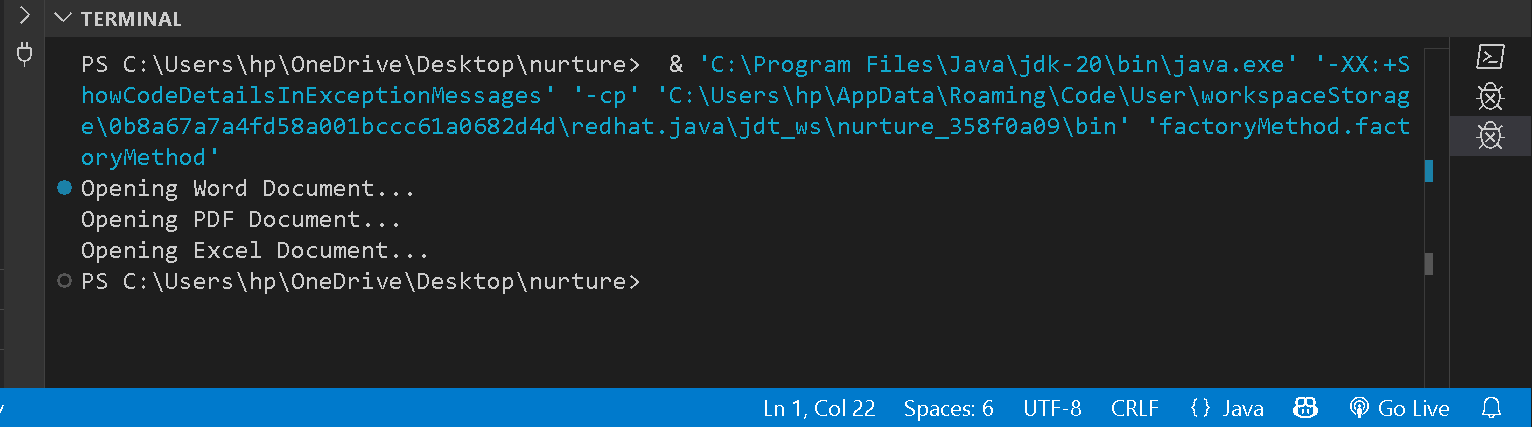 TERMINAL
PS C:\Users\hp\OneDrive\Desktop\nurture>  & 'C:\Program Files\Java\jdk-20\bin\java.exe' '-XX:+S
howCodeDetailsInExceptionMessages' '-cp' 'C:\Users\hp\AppData\Roaming\Code\User\workspaceStorag
e\0b8a67a7a4fd58a001bccc61a0682d4d\redhat.java\jdt_ws\nurture_358f0a09\bin' 'factoryMethod.fact
oryMethod'
Opening Word Document...
Opening PDF Document...
Opening Excel Document...
PS C:\Users\hp\OneDrive\Desktop\nurture>
Ln 1, Col 22 Spaces: 6 UTF-8 CRLF {} Java Go Live